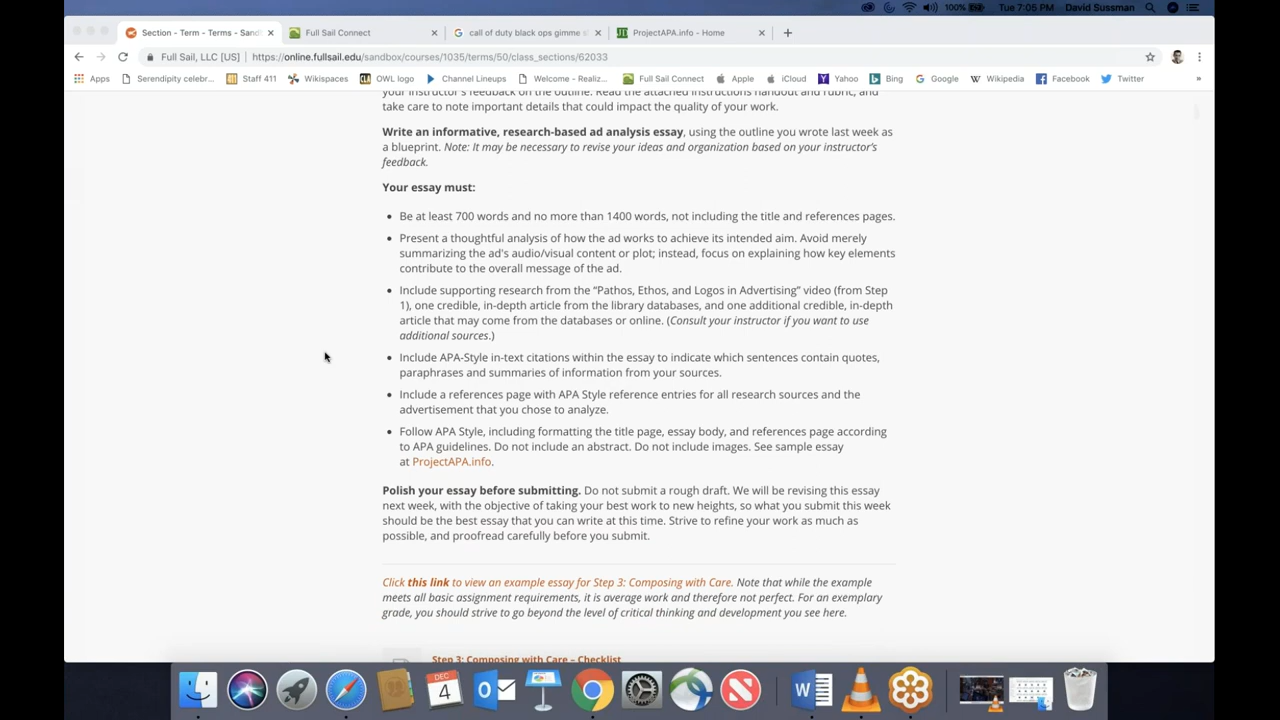 100%
Tue 7:05 PM
David Sussman
Section - Term - Terms - Sand
Full Sail Connect
call of duty black ops gimme s
ProjectAPA.info - Home
Full Sail, LLC [US]
https://online.fullsail.edu/sandbox/courses/1035/terms/50/class_sections/62033
Apps
Serendipity celebr...
Staff 411
Wikispaces
OWL logo
Channel Lineups
Welcome - Realiz...
Full Sail Connect
Apple
iCloud
Yahoo
Bing
Google
Wikipedia
Facebook
Twitter
»
your instructor's feedback on the outline. Read the attached instructions handout and rubric, and
take care to note important details that could impact the quality of your work.
Write an informative, research-based ad analysis essay, using the outline you wrote last week as
a blueprint. Note: It may be necessary to revise your ideas and organization based on your instructor's
feedback.
Your essay must:
• Be at least 700 words and no more than 1400 words, not including the title and references pages.
• Present a thoughtful analysis of how the ad works to achieve its intended aim. Avoid merely
summarizing the ad's audio/visual content or plot; instead, focus on explaining how key elements
contribute to the overall message of the ad.
• Include supporting research from the “Pathos, Ethos, and Logos in Advertising” video (from Step
1), one credible, in-depth article from the library databases, and one additional credible, in-depth
article that may come from the databases or online. (Consult your instructor if you want to use
additional sources.)
• Include APA-Style in-text citations within the essay to indicate which sentences contain quotes,
paraphrases and summaries of information from your sources.
• Include a references page with APA Style reference entries for all research sources and the
advertisement that you chose to analyze.
• Follow APA Style, including formatting the title page, essay body, and references page according
to APA guidelines. Do not include an abstract. Do not include images. See sample essay
at ProjectAPA.info.
Polish your essay before submitting. Do not submit a rough draft. We will be revising this essay
next week, with the objective of taking your best work to new heights, so what you submit this week
should be the best essay that you can write at this time. Strive to refine your work as much as
possible, and proofread carefully before you submit.
Click this link to view an example essay for Step 3: Composing with Care. Note that while the example
meets all basic assignment requirements, it is average work and therefore not perfect. For an exemplary
grade, you should strive to go beyond the level of critical thinking and development you see here.
Step 3: Composing with Care – Checklist
DEC
4